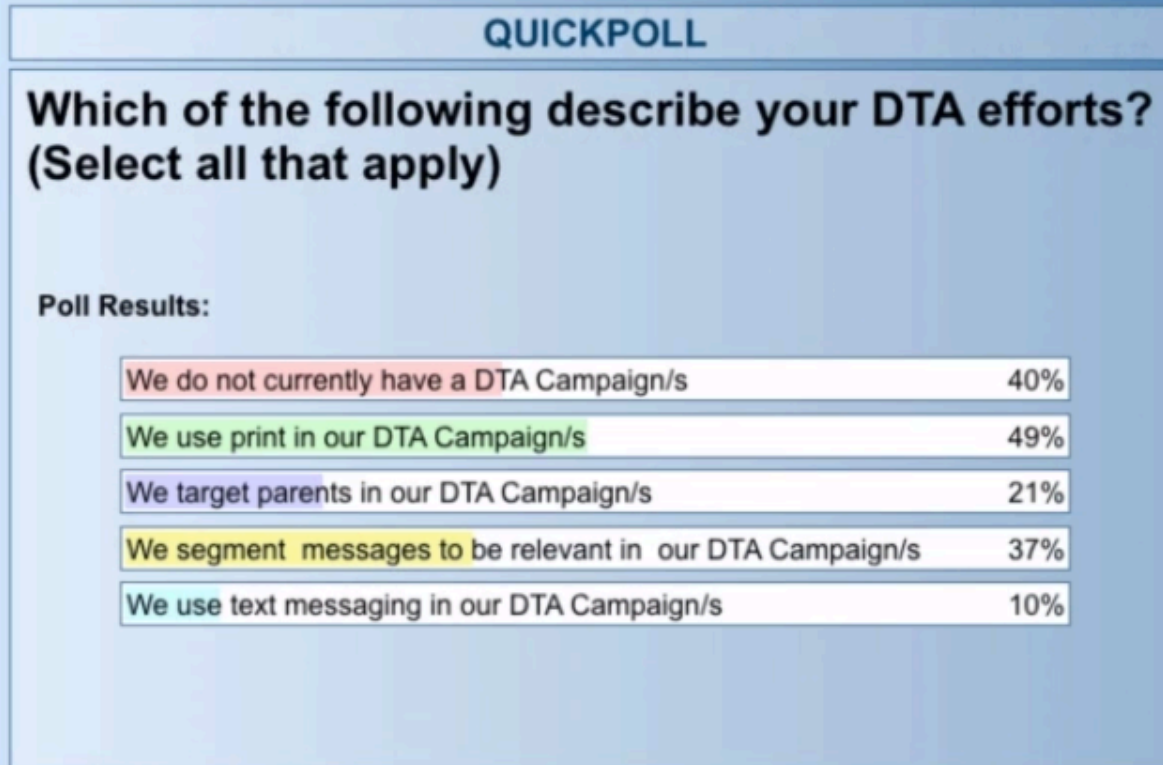 QUICKPOLL
Which of the following describe your DTA efforts?
(Select all that apply)
Poll Results:
We do not currently have a DTA Campaign/s 40%
We use print in our DTA Campaign/s 49%
We target parents in our DTA Campaign/s 21%
We segment messages to be relevant in our DTA Campaign/s 37%
We use text messaging in our DTA Campaign/s 10%